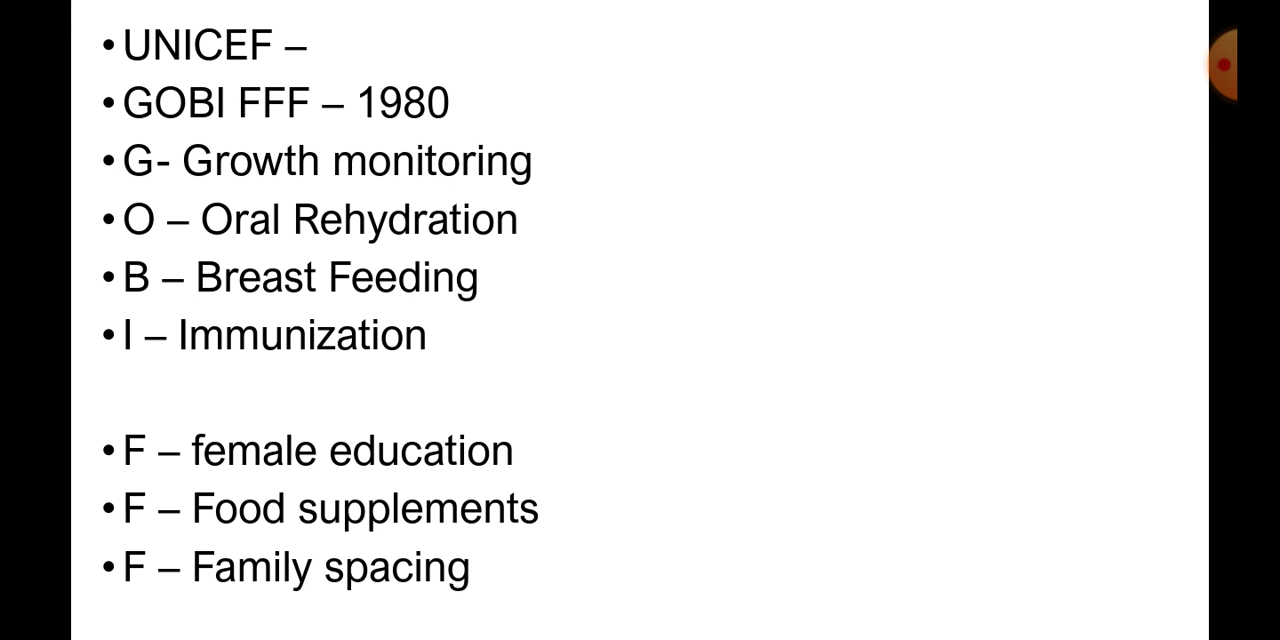 • UNICEF –
• GOBI FFF – 1980
• G- Growth monitoring
• O – Oral Rehydration
• B – Breast Feeding
• I – Immunization
• F – female education
• F – Food supplements
• F – Family spacing